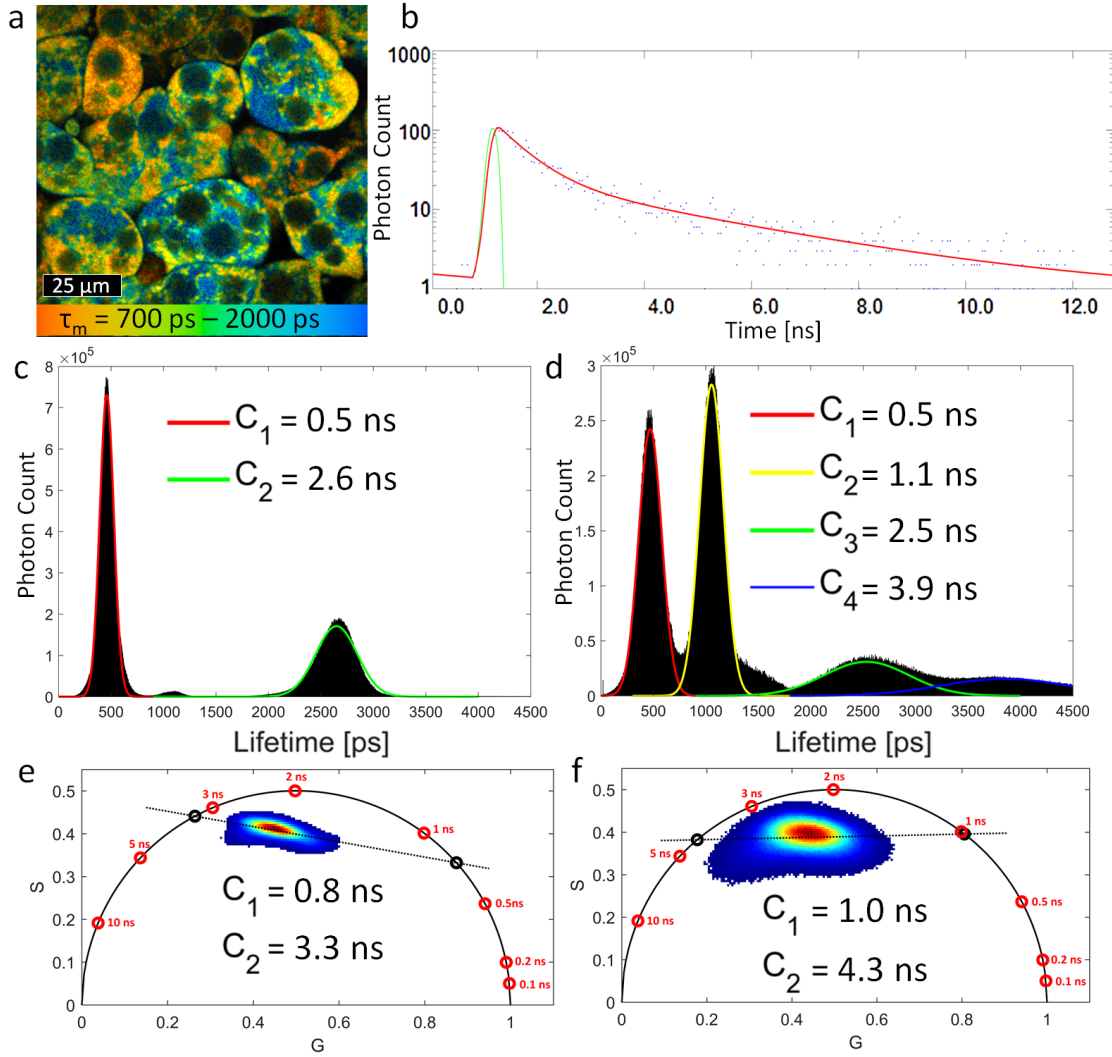 a
25 µm
τm = 700 ps – 2000 ps
b
Photon Count
1000
100
10
1
0.0 2.0 4.0 6.0 8.0 10.0 12.0
Time [ns]
c
×10⁵
Photon Count
8
7
6
5
4
3
2
1
0
C1 = 0.5 ns
C2 = 2.6 ns
0 500 1000 1500 2000 2500 3000 3500 4000 4500
Lifetime [ps]
d
×10⁵
Photon Count
3
2.5
2
1.5
1
0.5
0
C1 = 0.5 ns
C2 = 1.1 ns
C3 = 2.5 ns
C4 = 3.9 ns
0 500 1000 1500 2000 2500 3000 3500 4000 4500
Lifetime [ps]
e
S
0.5
0.4
0.3
0.2
0.1
0
10 ns
5 ns
3 ns
2 ns
1 ns
0.5ns
0.2 ns
0.1 ns
C1 = 0.8 ns
C2 = 3.3 ns
0 0.2 0.4 0.6 0.8 1
G
f
S
0.5
0.4
0.3
0.2
0.1
0
10 ns
5 ns
3 ns
2 ns
1 ns
0.5 ns
0.2 ns
0.1 ns
C1 = 1.0 ns
C2 = 4.3 ns
0 0.2 0.4 0.6 0.8 1
G